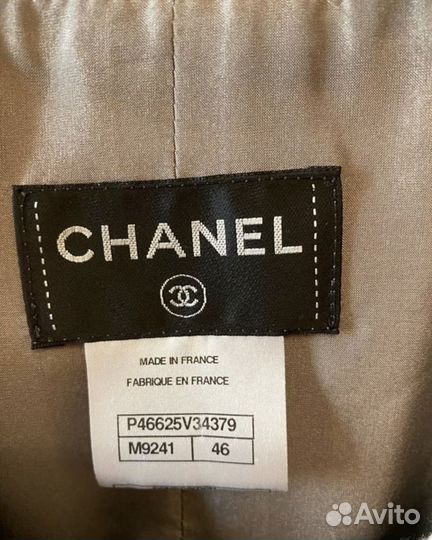 CHANEL
MADE IN FRANCE
FABRIQUE EN FRANCE
P46625V34379
M9241 46
Avito